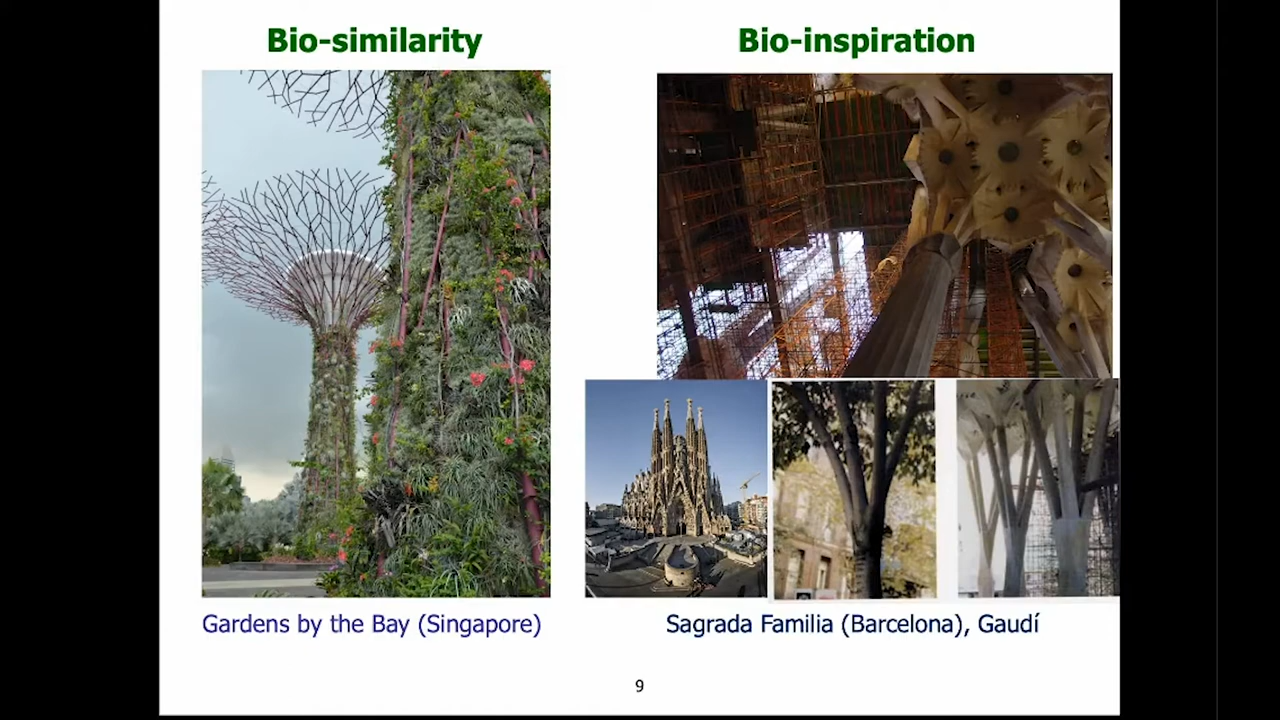 Bio-similarity
Bio-inspiration
Gardens by the Bay (Singapore)
Sagrada Familia (Barcelona), Gaudí
9